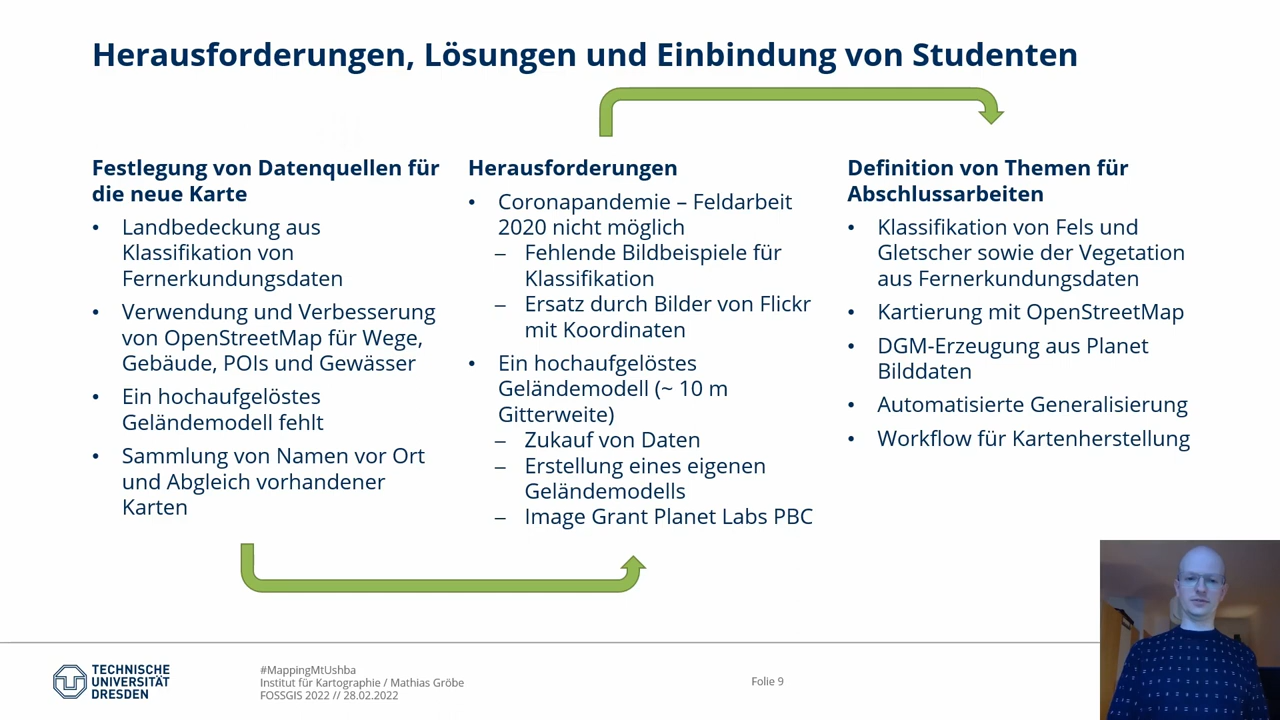 Herausforderungen, Lösungen und Einbindung von Studenten
Festlegung von Datenquellen für
die neue Karte
• Landbedeckung aus
Klassifikation von
Fernerkundungsdaten
• Verwendung und Verbesserung
von OpenStreetMap für Wege,
Gebäude, POIs und Gewässer
• Ein hochaufgelöstes
Geländemodell fehlt
• Sammlung von Namen vor Ort
und Abgleich vorhandener
Karten
Herausforderungen
• Coronapandemie – Feldarbeit
2020 nicht möglich
– Fehlende Bildbeispiele für
Klassifikation
– Ersatz durch Bilder von Flickr
mit Koordinaten
• Ein hochaufgelöstes
Geländemodell (~ 10 m
Gitterweite)
– Zukauf von Daten
– Erstellung eines eigenen
Geländemodells
– Image Grant Planet Labs PBC
Definition von Themen für
Abschlussarbeiten
• Klassifikation von Fels und
Gletscher sowie der Vegetation
aus Fernerkundungsdaten
• Kartierung mit OpenStreetMap
• DGM-Erzeugung aus Planet
Bilddaten
• Automatisierte Generalisierung
• Workflow für Kartenherstellung
TECHNISCHE
UNIVERSITÄT
DRESDEN
#MappingMtUshba
Institut für Kartographie / Mathias Gröbe
FOSSGIS 2022 // 28.02.2022
Folie 9